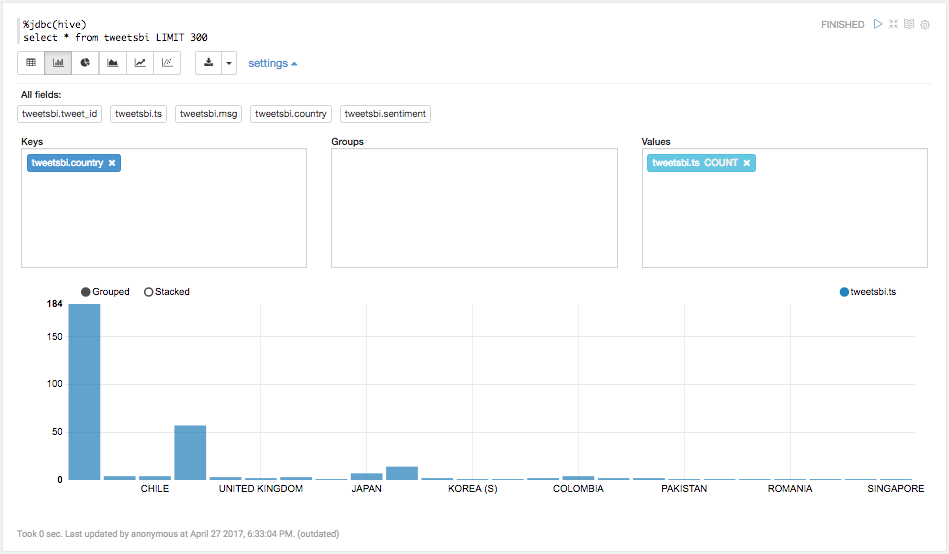 %jdbc(hive)
FINISHED
select * from tweetsbi LIMIT 300
settings
All fields:
tweetsbi.tweet_id tweetsbi.ts tweetsbi.msg tweetsbi.country tweetsbi.sentiment
Keys Groups Values
tweetsbi.country × tweetsbi.ts COUNT ×
Grouped Stacked tweetsbi.ts
184
150
100
50
0
CHILE UNITED KINGDOM JAPAN KOREA (S) COLOMBIA PAKISTAN ROMANIA SINGAPORE
Took 0 sec. Last updated by anonymous at April 27 2017, 6:33:04 PM. (outdated)